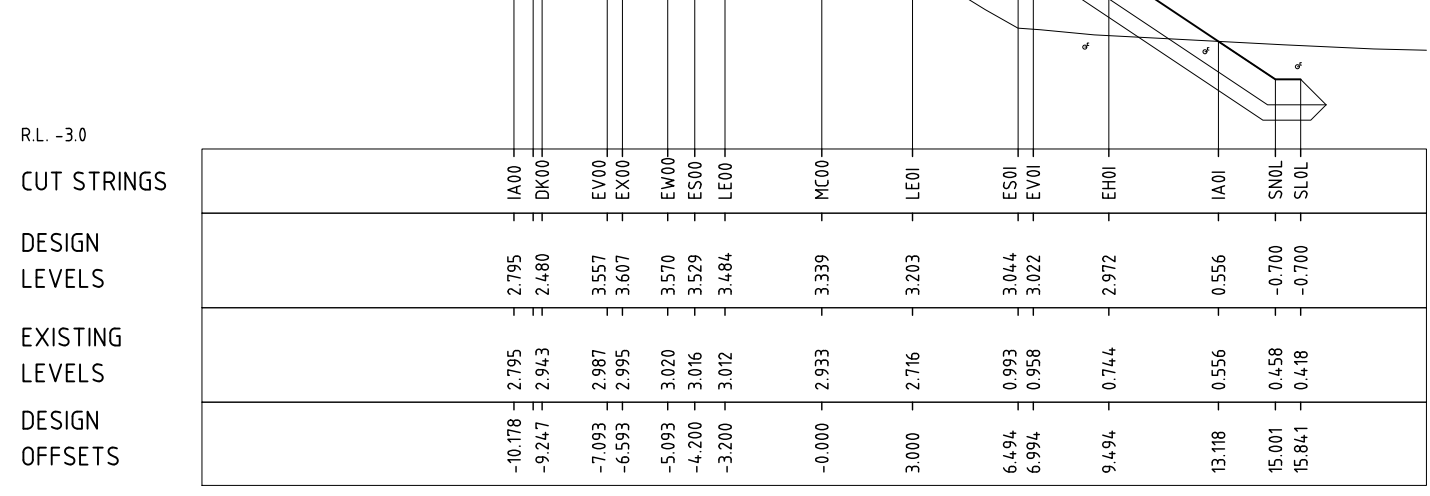 R.L. -3.0
CUT STRINGS IA00 DK00 EV00 EX00 EW00 ES00 LE00 MC00 LE01 ES01 EV01 EH01 IA01 SN0L SL0L
DESIGN
LEVELS 2.795 2.480 3.557 3.607 3.570 3.529 3.484 3.339 3.203 3.044 3.022 2.972 0.556 -0.700 -0.700
EXISTING
LEVELS 2.795 2.943 2.987 2.995 3.020 3.016 3.012 2.933 2.716 0.993 0.958 0.744 0.556 0.458 0.418
DESIGN
OFFSETS -10.178 -9.247 -7.093 -6.593 -5.093 -4.200 -3.200 -0.000 3.000 6.494 6.994 9.494 13.118 15.001 15.841